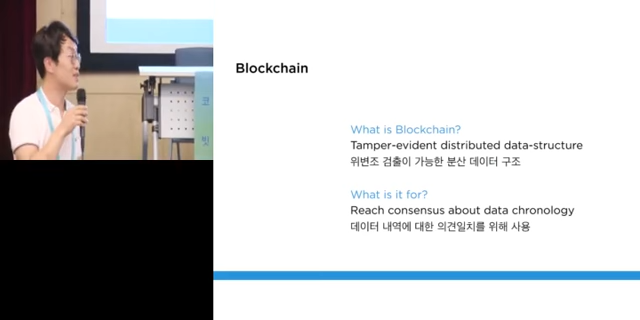 Blockchain
What is Blockchain?
Tamper-evident distributed data-structure
위변조 검출이 가능한 분산 데이터 구조
What is it for?
Reach consensus about data chronology
데이터 내역에 대한 의견일치를 위해 사용
코
빗